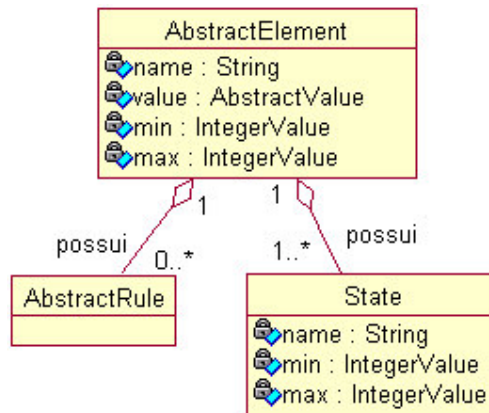 AbstractElement
name : String
value : AbstractValue
min : IntegerValue
max : IntegerValue
1
1
possui
0..*
1..*
possui
AbstractRule
State
name : String
min : IntegerValue
max : IntegerValue